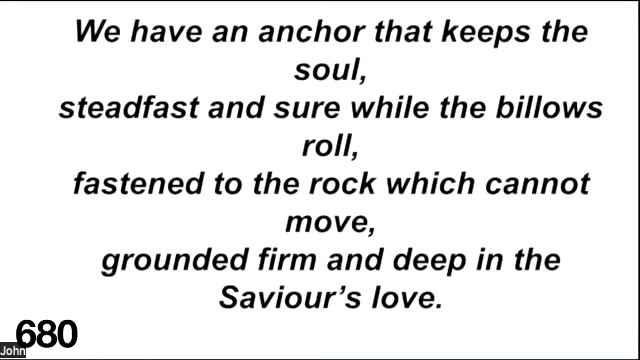 We have an anchor that keeps the
soul,
steadfast and sure while the billows
roll,
fastened to the rock which cannot
move,
grounded firm and deep in the
Saviour's love.
680
John